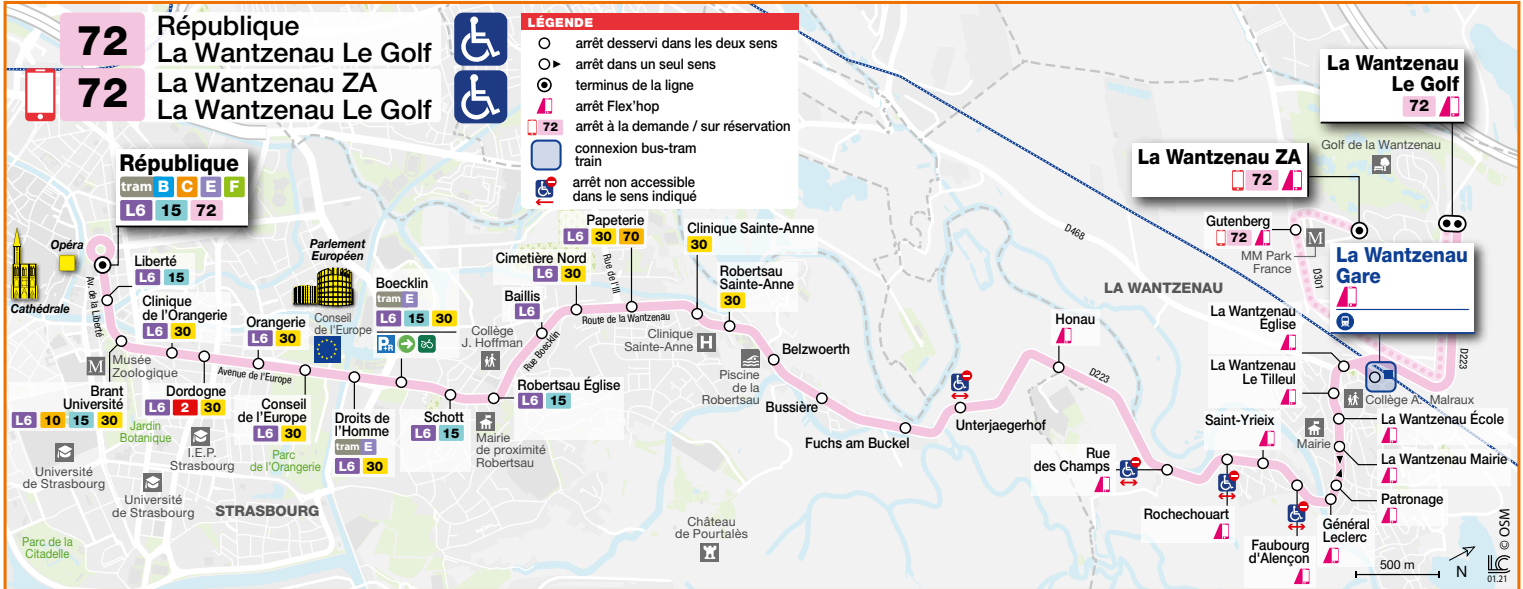 72
République
La Wantzenau Le Golf
72
La Wantzenau ZA
La Wantzenau Le Golf
LÉGENDE
arrêt desservi dans les deux sens
arrêt dans un seul sens
terminus de la ligne
arrêt Flex'hop
72 arrêt à la demande / sur réservation
connexion bus-tram
train
arrêt non accessible
dans le sens indiqué
République
tram B C E F
L6 15 72
Opéra
Cathédrale
Av. de la Liberté
Liberté
L6 15
Clinique
de l'Orangerie
L6 30
Musée
Zoologique
Brant
Université
L6 10 15 30
Université
de Strasbourg
Jardin
Botanique
Dordogne
L6 2 30
I.E.P.
Strasbourg
Université
de Strasbourg
STRASBOURG
Parc de la
Citadelle
Orangerie
L6 30
Avenue de l'Europe
Parlement
Européen
Conseil
de l'Europe
Conseil
de l'Europe
L6 30
Parc
de l'Orangerie
Droits de
l'Homme
tram E
L6 30
Boecklin
tram E
L6 15 30
P+R
Schott
L6 15
Collège
J. Hoffman
Mairie
de proximité
Robertsau
Robertsau Église
L6 15
Rue Boecklin
Baillis
L6
Cimetière Nord
L6 30
Papeterie
L6 30 70
Rue de l'Ill
Route de la Wantzenau
Clinique Sainte-Anne
30
Clinique
Sainte-Anne
H
Robertsau
Sainte-Anne
30
Piscine
de la
Robertsau
Belzwoerth
Bussière
Fuchs am Buckel
Château
de Pourtalès
Unterjaegerhof
Honau
D468
D223
LA WANTZENAU
Rue
des Champs
Rochechouart
Saint-Yrieix
Faubourg
d'Alençon
Général
Leclerc
Patronage
La Wantzenau Mairie
Mairie
La Wantzenau École
Collège A. Malraux
La Wantzenau
Le Tilleul
La Wantzenau
Église
La Wantzenau
Gare
D301
D223
Gutenberg
72
M
MM Park
France
La Wantzenau ZA
72
Golf de la Wantzenau
La Wantzenau
Le Golf
72
500 m
N
© OSM
01.21